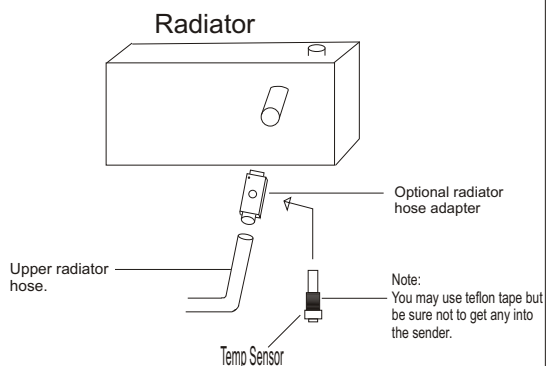 Radiator
Optional radiator
hose adapter
Upper radiator
hose.
Note:
You may use teflon tape but
be sure not to get any into
the sender.
Temp Sensor